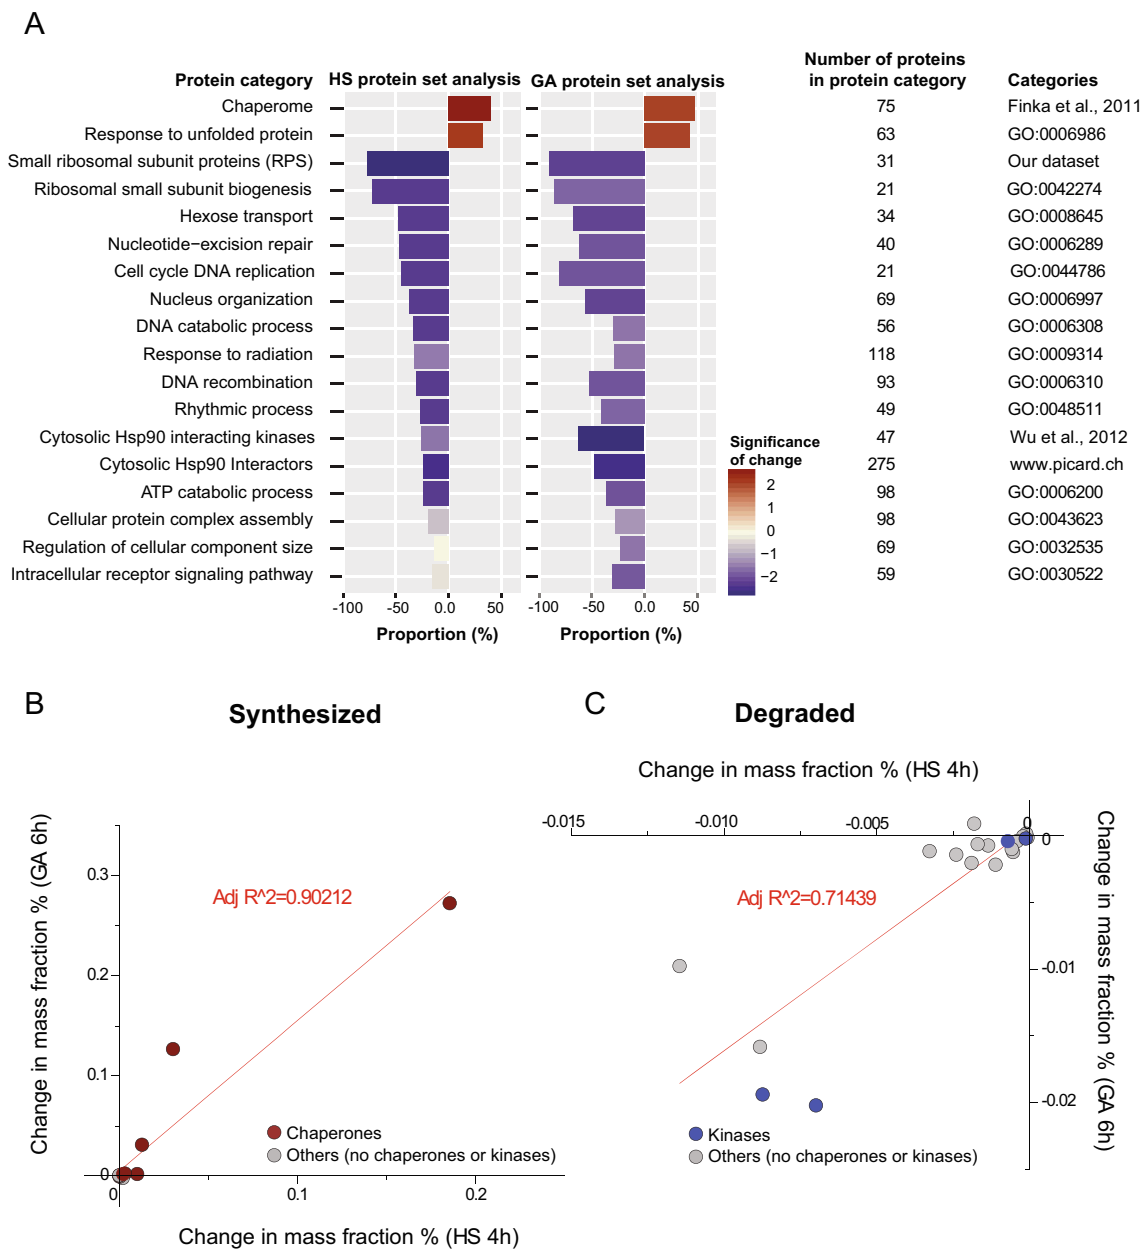 A
Number of proteins
in protein category
Protein category HS protein set analysis GA protein set analysis Categories
Chaperome 75 Finka et al., 2011
Response to unfolded protein 63 GO:0006986
Small ribosomal subunit proteins (RPS) 31 Our dataset
Ribosomal small subunit biogenesis 21 GO:0042274
Hexose transport 34 GO:0008645
Nucleotide−excision repair 40 GO:0006289
Cell cycle DNA replication 21 GO:0044786
Nucleus organization 69 GO:0006997
DNA catabolic process 56 GO:0006308
Response to radiation 118 GO:0009314
DNA recombination 93 GO:0006310
Rhythmic process 49 GO:0048511
Cytosolic Hsp90 interacting kinases 47 Wu et al., 2012
Cytosolic Hsp90 Interactors 275 www.picard.ch
ATP catabolic process 98 GO:0006200
Cellular protein complex assembly 98 GO:0043623
Regulation of cellular component size 69 GO:0032535
Intracellular receptor signaling pathway 59 GO:0030522
Significance
of change
2
1
0
−1
−2
-100 -50 0.0 50 -100 -50 0.0 50
Proportion (%) Proportion (%)
B
Synthesized
Change in mass fraction % (GA 6h)
0.3
0.2
0.1
0
Adj R^2=0.90212
Chaperones
Others (no chaperones or kinases)
0 0.1 0.2
Change in mass fraction % (HS 4h)
C
Degraded
Change in mass fraction % (HS 4h)
-0.015 -0.010 -0.005 0
0
-0.01
-0.02
Change in mass fraction % (GA 6h)
Adj R^2=0.71439
Kinases
Others (no chaperones or kinases)